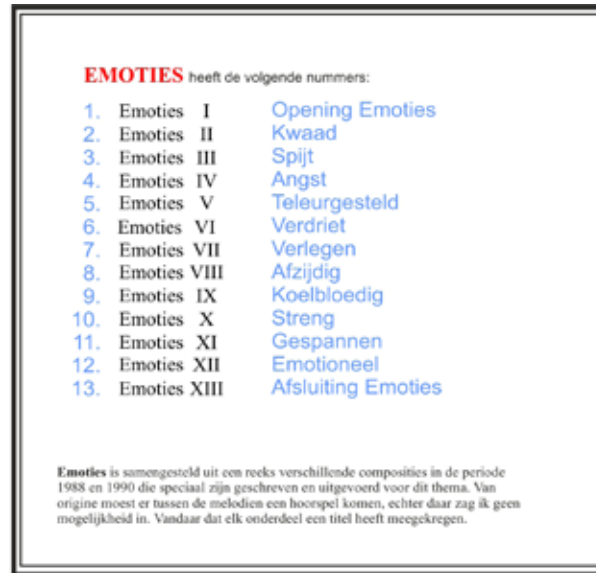 EMOTIES heeft de volgende nummers:
1. Emoties I Opening Emoties
2. Emoties II Kwaad
3. Emoties III Spijt
4. Emoties IV Angst
5. Emoties V Teleurgesteld
6. Emoties VI Verdriet
7. Emoties VII Verlegen
8. Emoties VIII Afzijdig
9. Emoties IX Koelbloedig
10. Emoties X Streng
11. Emoties XI Gespannen
12. Emoties XII Emotioneel
13. Emoties XIII Afsluiting Emoties
Emoties is samengesteld uit een reeks verschillende composities in de periode
1988 en 1990 die speciaal zijn geschreven en uitgevoerd voor dit thema. Van
origine moest er tussen de melodien een hoorspel komen, echter daar zag ik geen
mogelijkheid in. Vandaar dat elk onderdeel een titel heeft meegekregen.